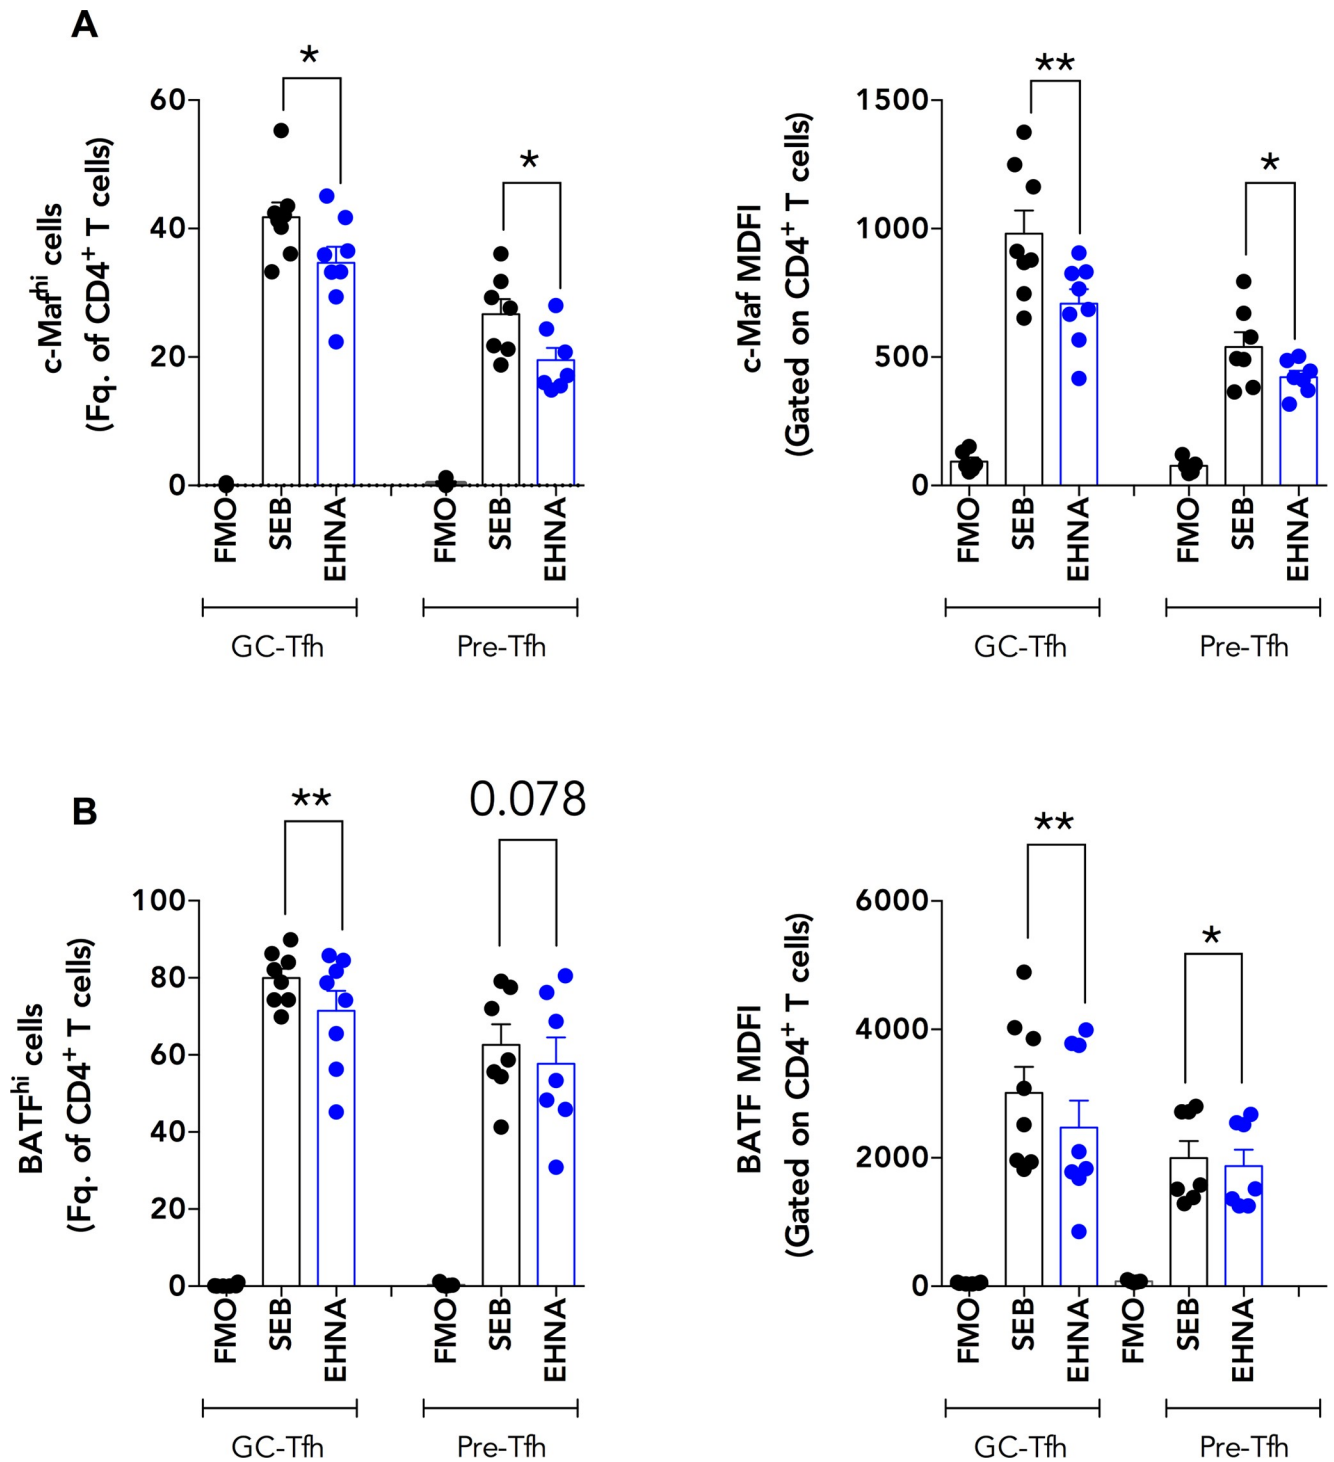 A
c-Mafhi cells
(Fq. of CD4+ T cells)
60
40
20
0
*
*
FMO
SEB
EHNA
FMO
SEB
EHNA
GC-Tfh
Pre-Tfh
c-Maf MDFI
(Gated on CD4+ T cells)
1500
1000
500
0
**
*
FMO
SEB
EHNA
FMO
SEB
EHNA
GC-Tfh
Pre-Tfh
B
BATFhi cells
(Fq. of CD4+ T cells)
100
80
60
40
20
0
**
0.078
FMO
SEB
EHNA
FMO
SEB
EHNA
GC-Tfh
Pre-Tfh
BATF MDFI
(Gated on CD4+ T cells)
6000
4000
2000
0
**
*
FMO
SEB
EHNA
FMO
SEB
EHNA
GC-Tfh
Pre-Tfh